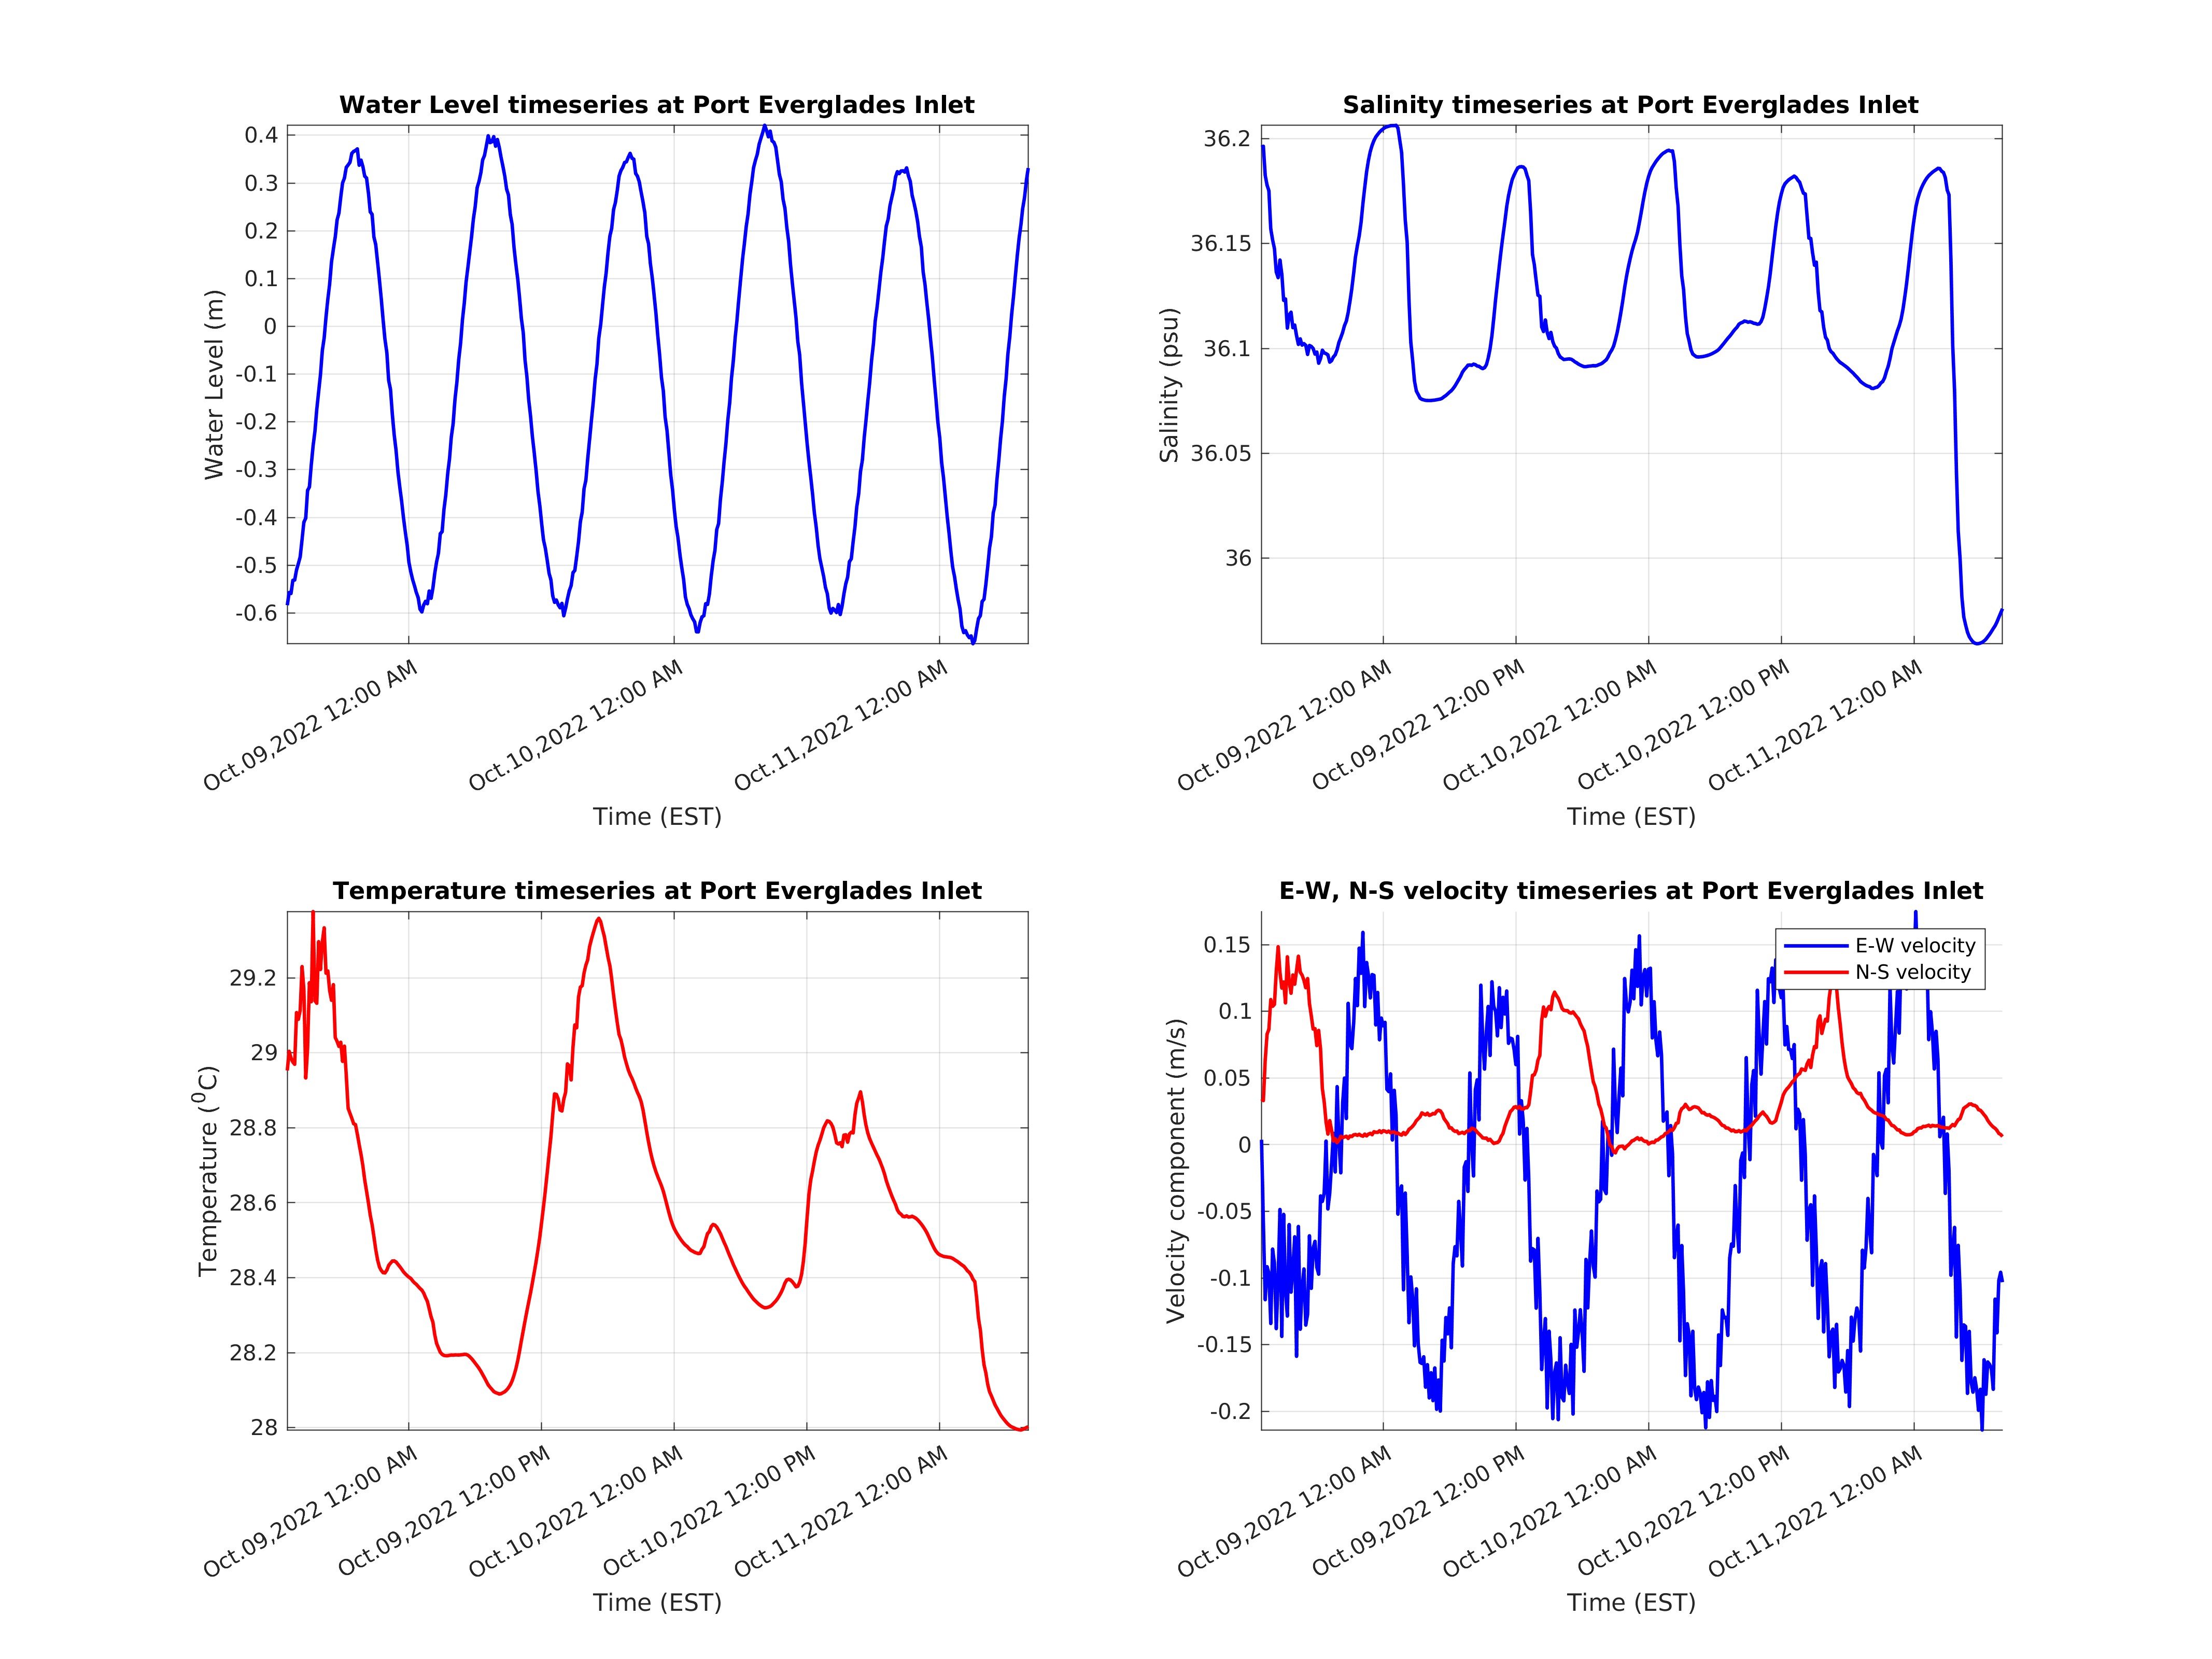 Water Level timeseries at Port Everglades Inlet
0.4
0.3
0.2
0.1
0
-0.1
-0.2
-0.3
-0.4
-0.5
-0.6
Water Level (m)
Oct.09,2022 12:00 AM
Oct.10,2022 12:00 AM
Oct.11,2022 12:00 AM
Time (EST)
Salinity timeseries at Port Everglades Inlet
36.2
36.15
36.1
36.05
36
Salinity (psu)
Oct.09,2022 12:00 AM
Oct.09,2022 12:00 PM
Oct.10,2022 12:00 AM
Oct.10,2022 12:00 PM
Oct.11,2022 12:00 AM
Time (EST)
Temperature timeseries at Port Everglades Inlet
29.2
29
28.8
28.6
28.4
28.2
28
Temperature (⁰C)
Oct.09,2022 12:00 AM
Oct.09,2022 12:00 PM
Oct.10,2022 12:00 AM
Oct.10,2022 12:00 PM
Oct.11,2022 12:00 AM
Time (EST)
E-W, N-S velocity timeseries at Port Everglades Inlet
E-W velocity
N-S velocity
0.15
0.1
0.05
0
-0.05
-0.1
-0.15
-0.2
Velocity component (m/s)
Oct.09,2022 12:00 AM
Oct.09,2022 12:00 PM
Oct.10,2022 12:00 AM
Oct.10,2022 12:00 PM
Oct.11,2022 12:00 AM
Time (EST)